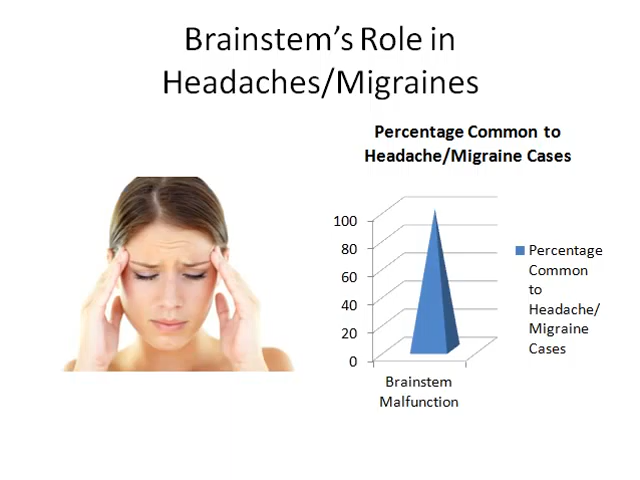 Brainstem's Role in
Headaches/Migraines
Percentage Common to
Headache/Migraine Cases
100
80
60
40
20
0
Brainstem
Malfunction
Percentage
Common
to
Headache/
Migraine
Cases